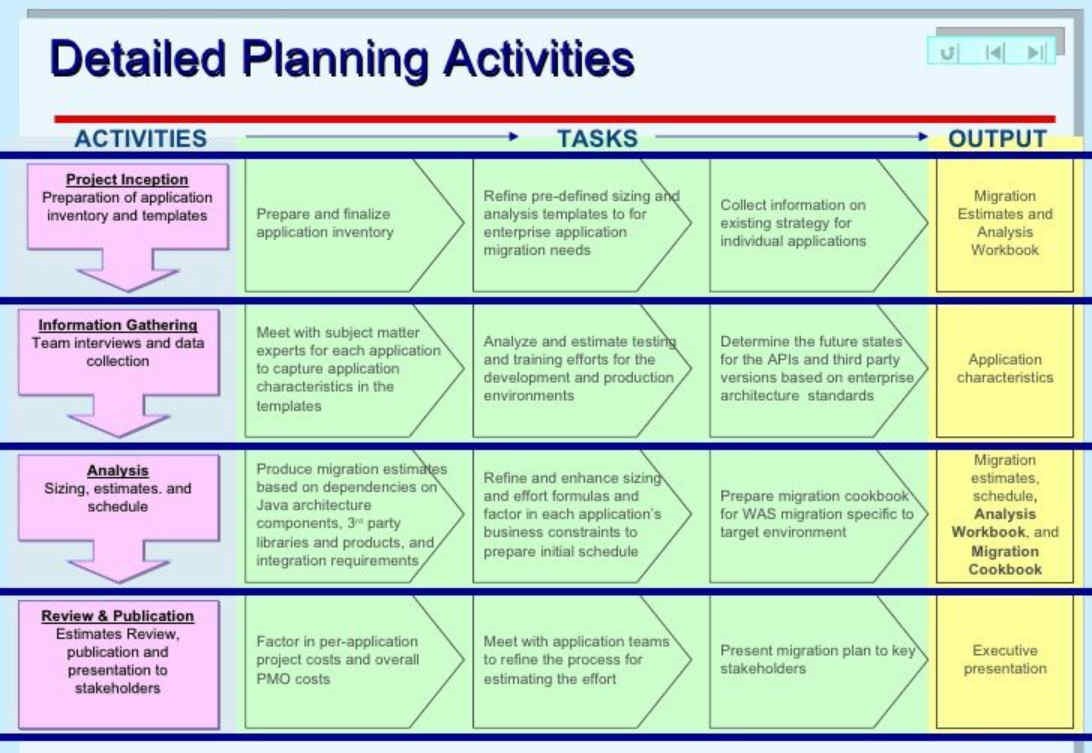 Detailed Planning Activities
ACTIVITIES
TASKS
OUTPUT
Project Inception
Preparation of application
inventory and templates
Prepare and finalize
application inventory
Refine pre-defined sizing and
analysis templates to for
enterprise application
migration needs
Collect information on
existing strategy for
individual applications
Migration
Estimates and
Analysis
Workbook
Information Gathering
Team interviews and data
collection
Meet with subject matter
experts for each application
to capture application
characteristics in the
templates
Analyze and estimate testing
and training efforts for the
development and production
environments
Determine the future states
for the APIs and third party
versions based on enterprise
architecture standards
Application
characteristics
Analysis
Sizing, estimates. and
schedule
Produce migration estimates
based on dependencies on
Java architecture
components, 3rd party
libraries and products, and
integration requirements
Refine and enhance sizing
and effort formulas and
factor in each application's
business constraints to
prepare initial schedule
Prepare migration cookbook
for WAS migration specific to
target environment
Migration
estimates,
schedule,
Analysis
Workbook, and
Migration
Cookbook
Review & Publication
Estimates Review,
publication and
presentation to
stakeholders
Factor in per-application
project costs and overall
PMO costs
Meet with application teams
to refine the process for
estimating the effort
Present migration plan to key
stakeholders
Executive
presentation